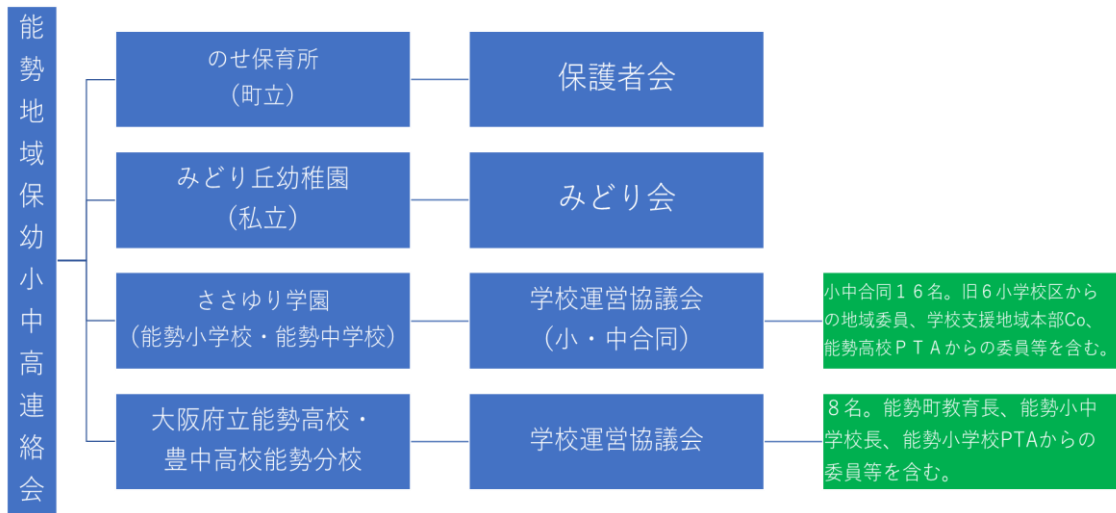 能勢地域保幼小中高連絡会
のせ保育所
（町立）
保護者会
みどり丘幼稚園
（私立）
みどり会
ささゆり学園
（能勢小学校・能勢中学校）
学校運営協議会
（小・中合同）
小中合同１６名。旧６小学校区から
の地域委員、学校支援地域本部Co、
能勢高校ＰＴＡからの委員等を含む。
大阪府立能勢高校・
豊中高校能勢分校
学校運営協議会
８名。能勢町教育長、能勢小中
学校長、能勢小学校PTAからの
委員等を含む。